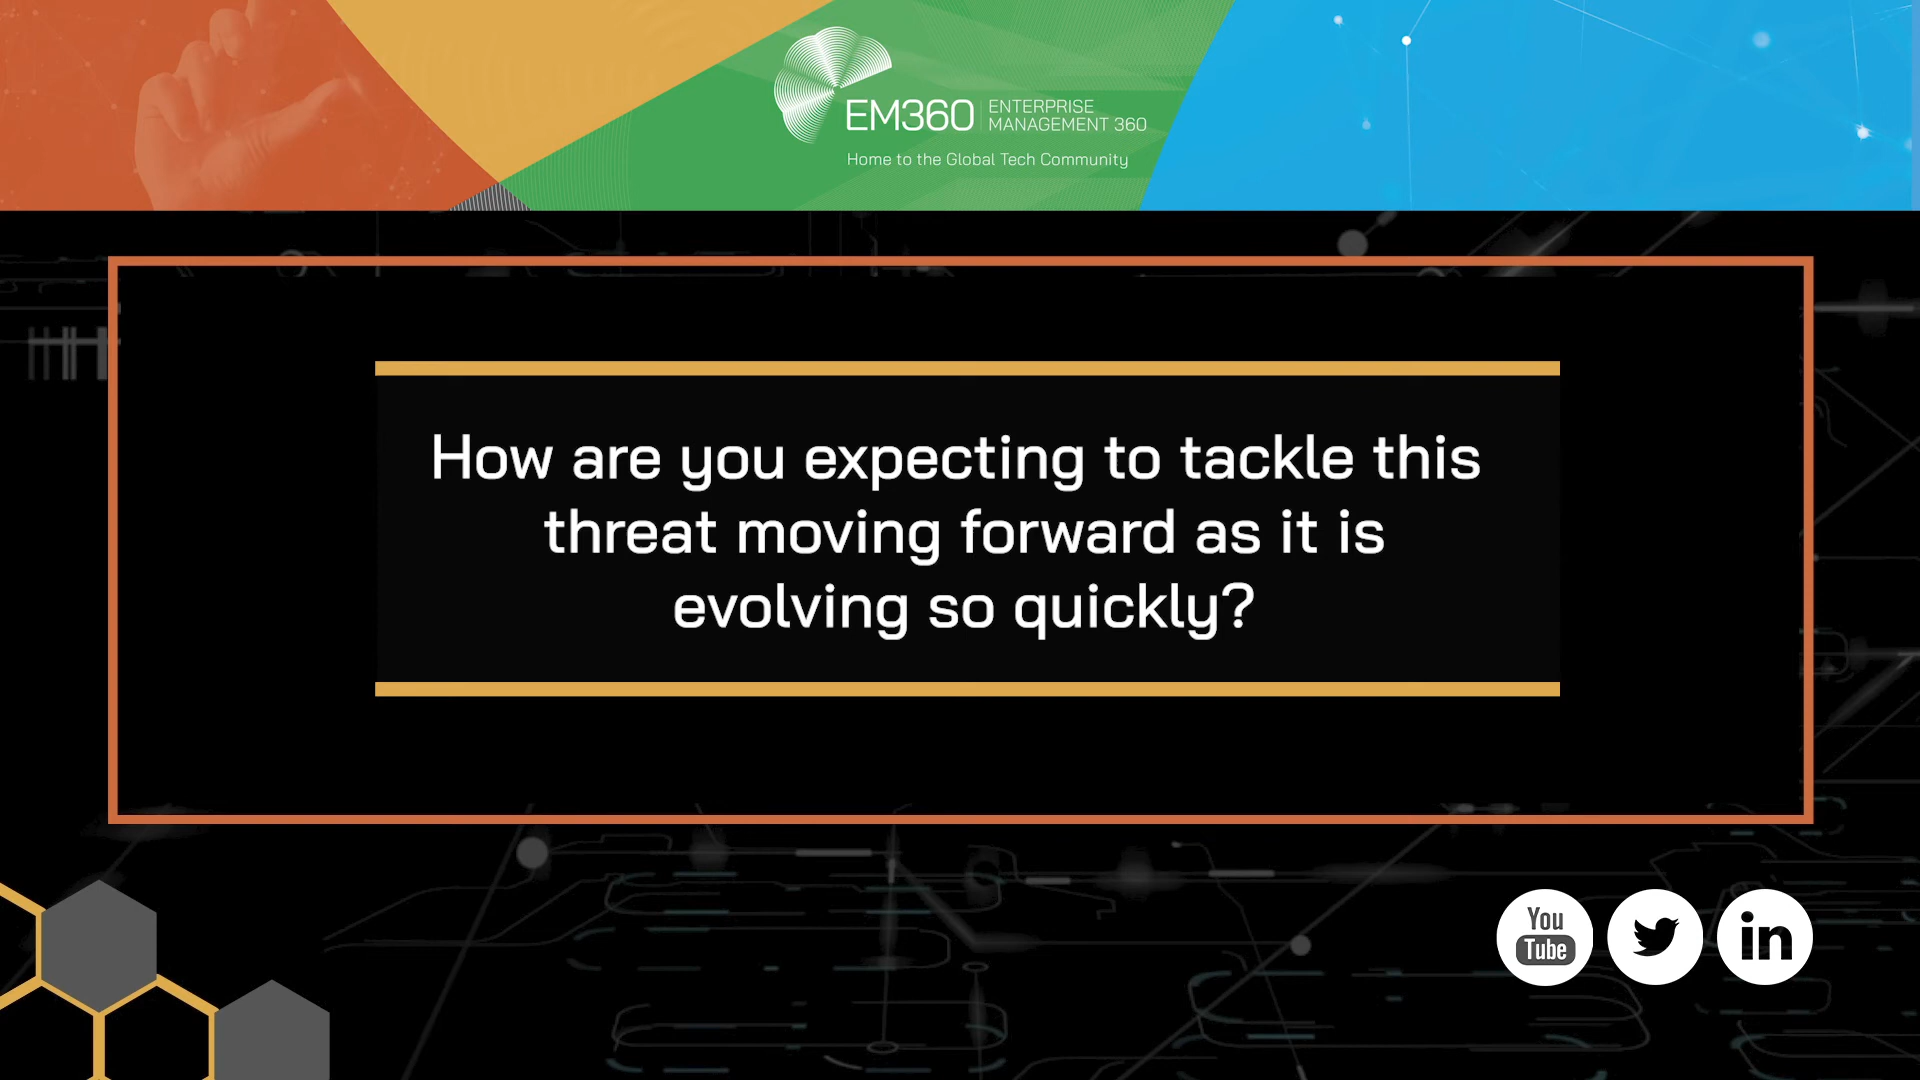 EM360
ENTERPRISE
MANAGEMENT 360
Home to the Global Tech Community
How are you expecting to tackle this
threat moving forward as it is
evolving so quickly?
You
Tube
in